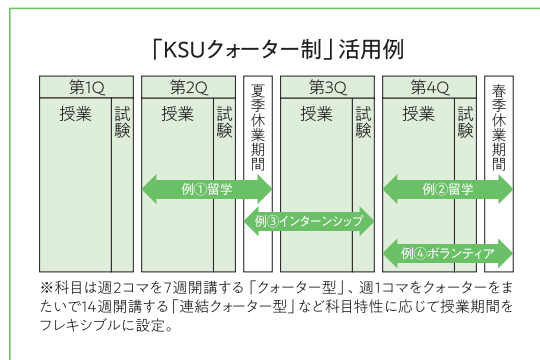 「KSUクォーター制」活用例
第1Q
授業
試験
第2Q
授業
試験
夏季休業期間
第3Q
授業
試験
第4Q
授業
試験
春季休業期間
例①留学
例②留学
例③インターンシップ
例④ボランティア
※科目は週2コマを7週開講する「クォーター型」、週1コマをクォーターをま
たいで14週開講する「連結クォーター型」など科目特性に応じて授業期間を
フレキシブルに設定。